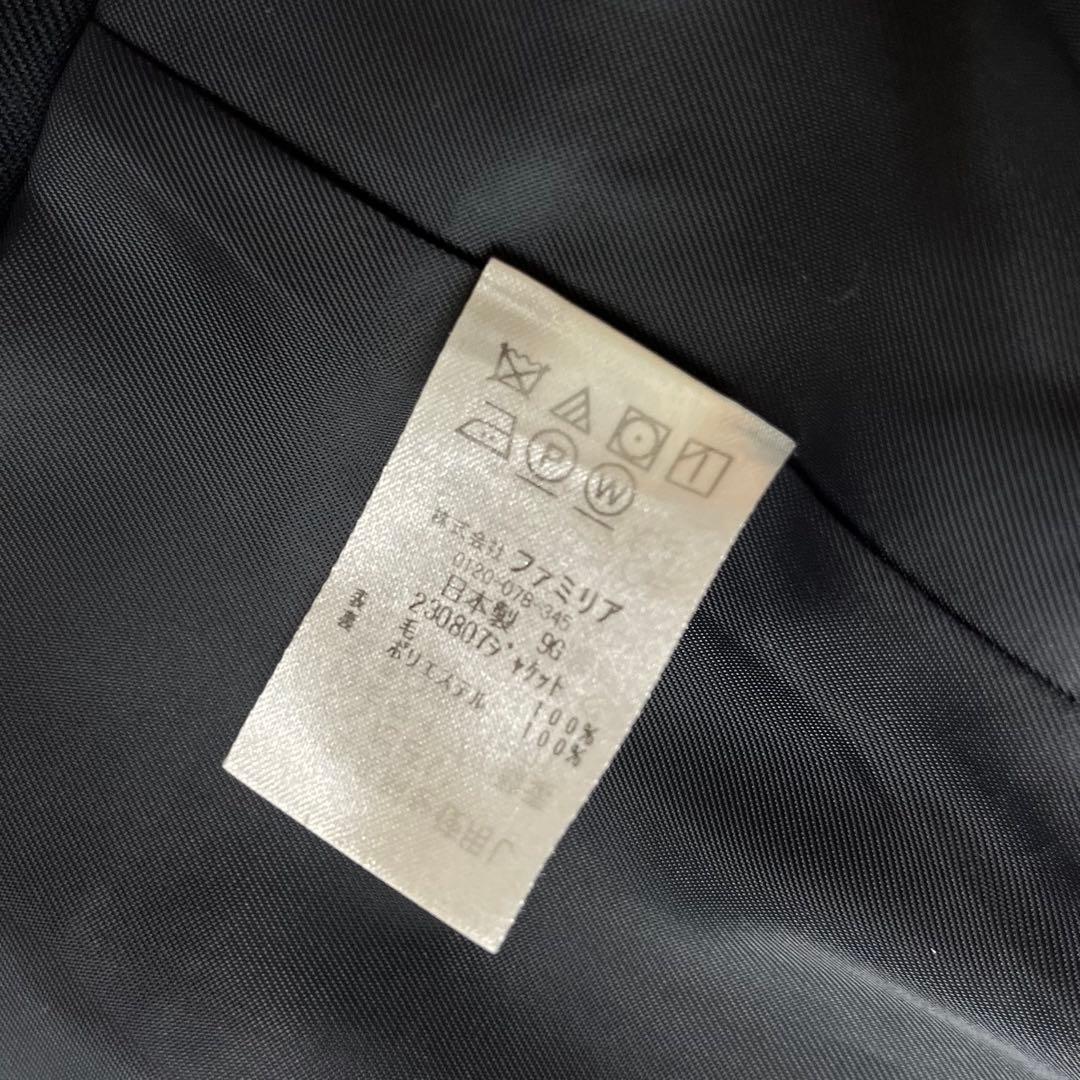 P W
株式会社 ファミリア
0120-078-345
日本製 9G
230807ジャケット
表 毛 100%
裏 ポリエステル 100%